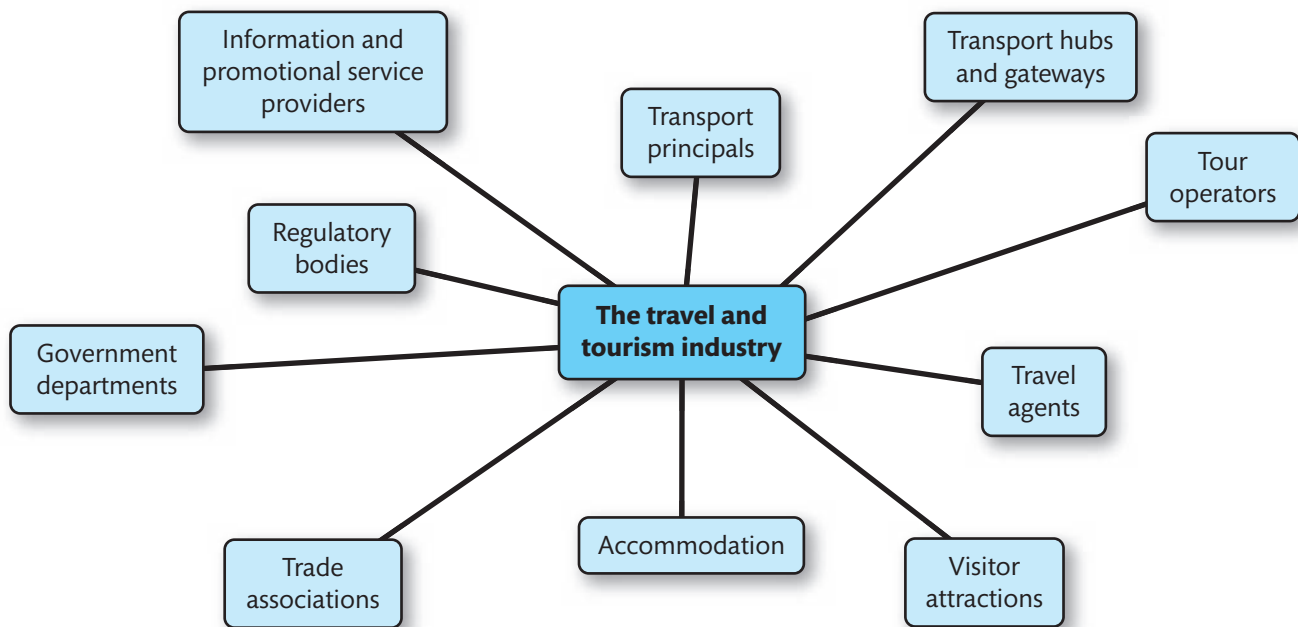 Information and
promotional service
providers
Transport
principals
Transport hubs
and gateways
Tour
operators
Regulatory
bodies
The travel and
tourism industry
Government
departments
Travel
agents
Trade
associations
Accommodation
Visitor
attractions